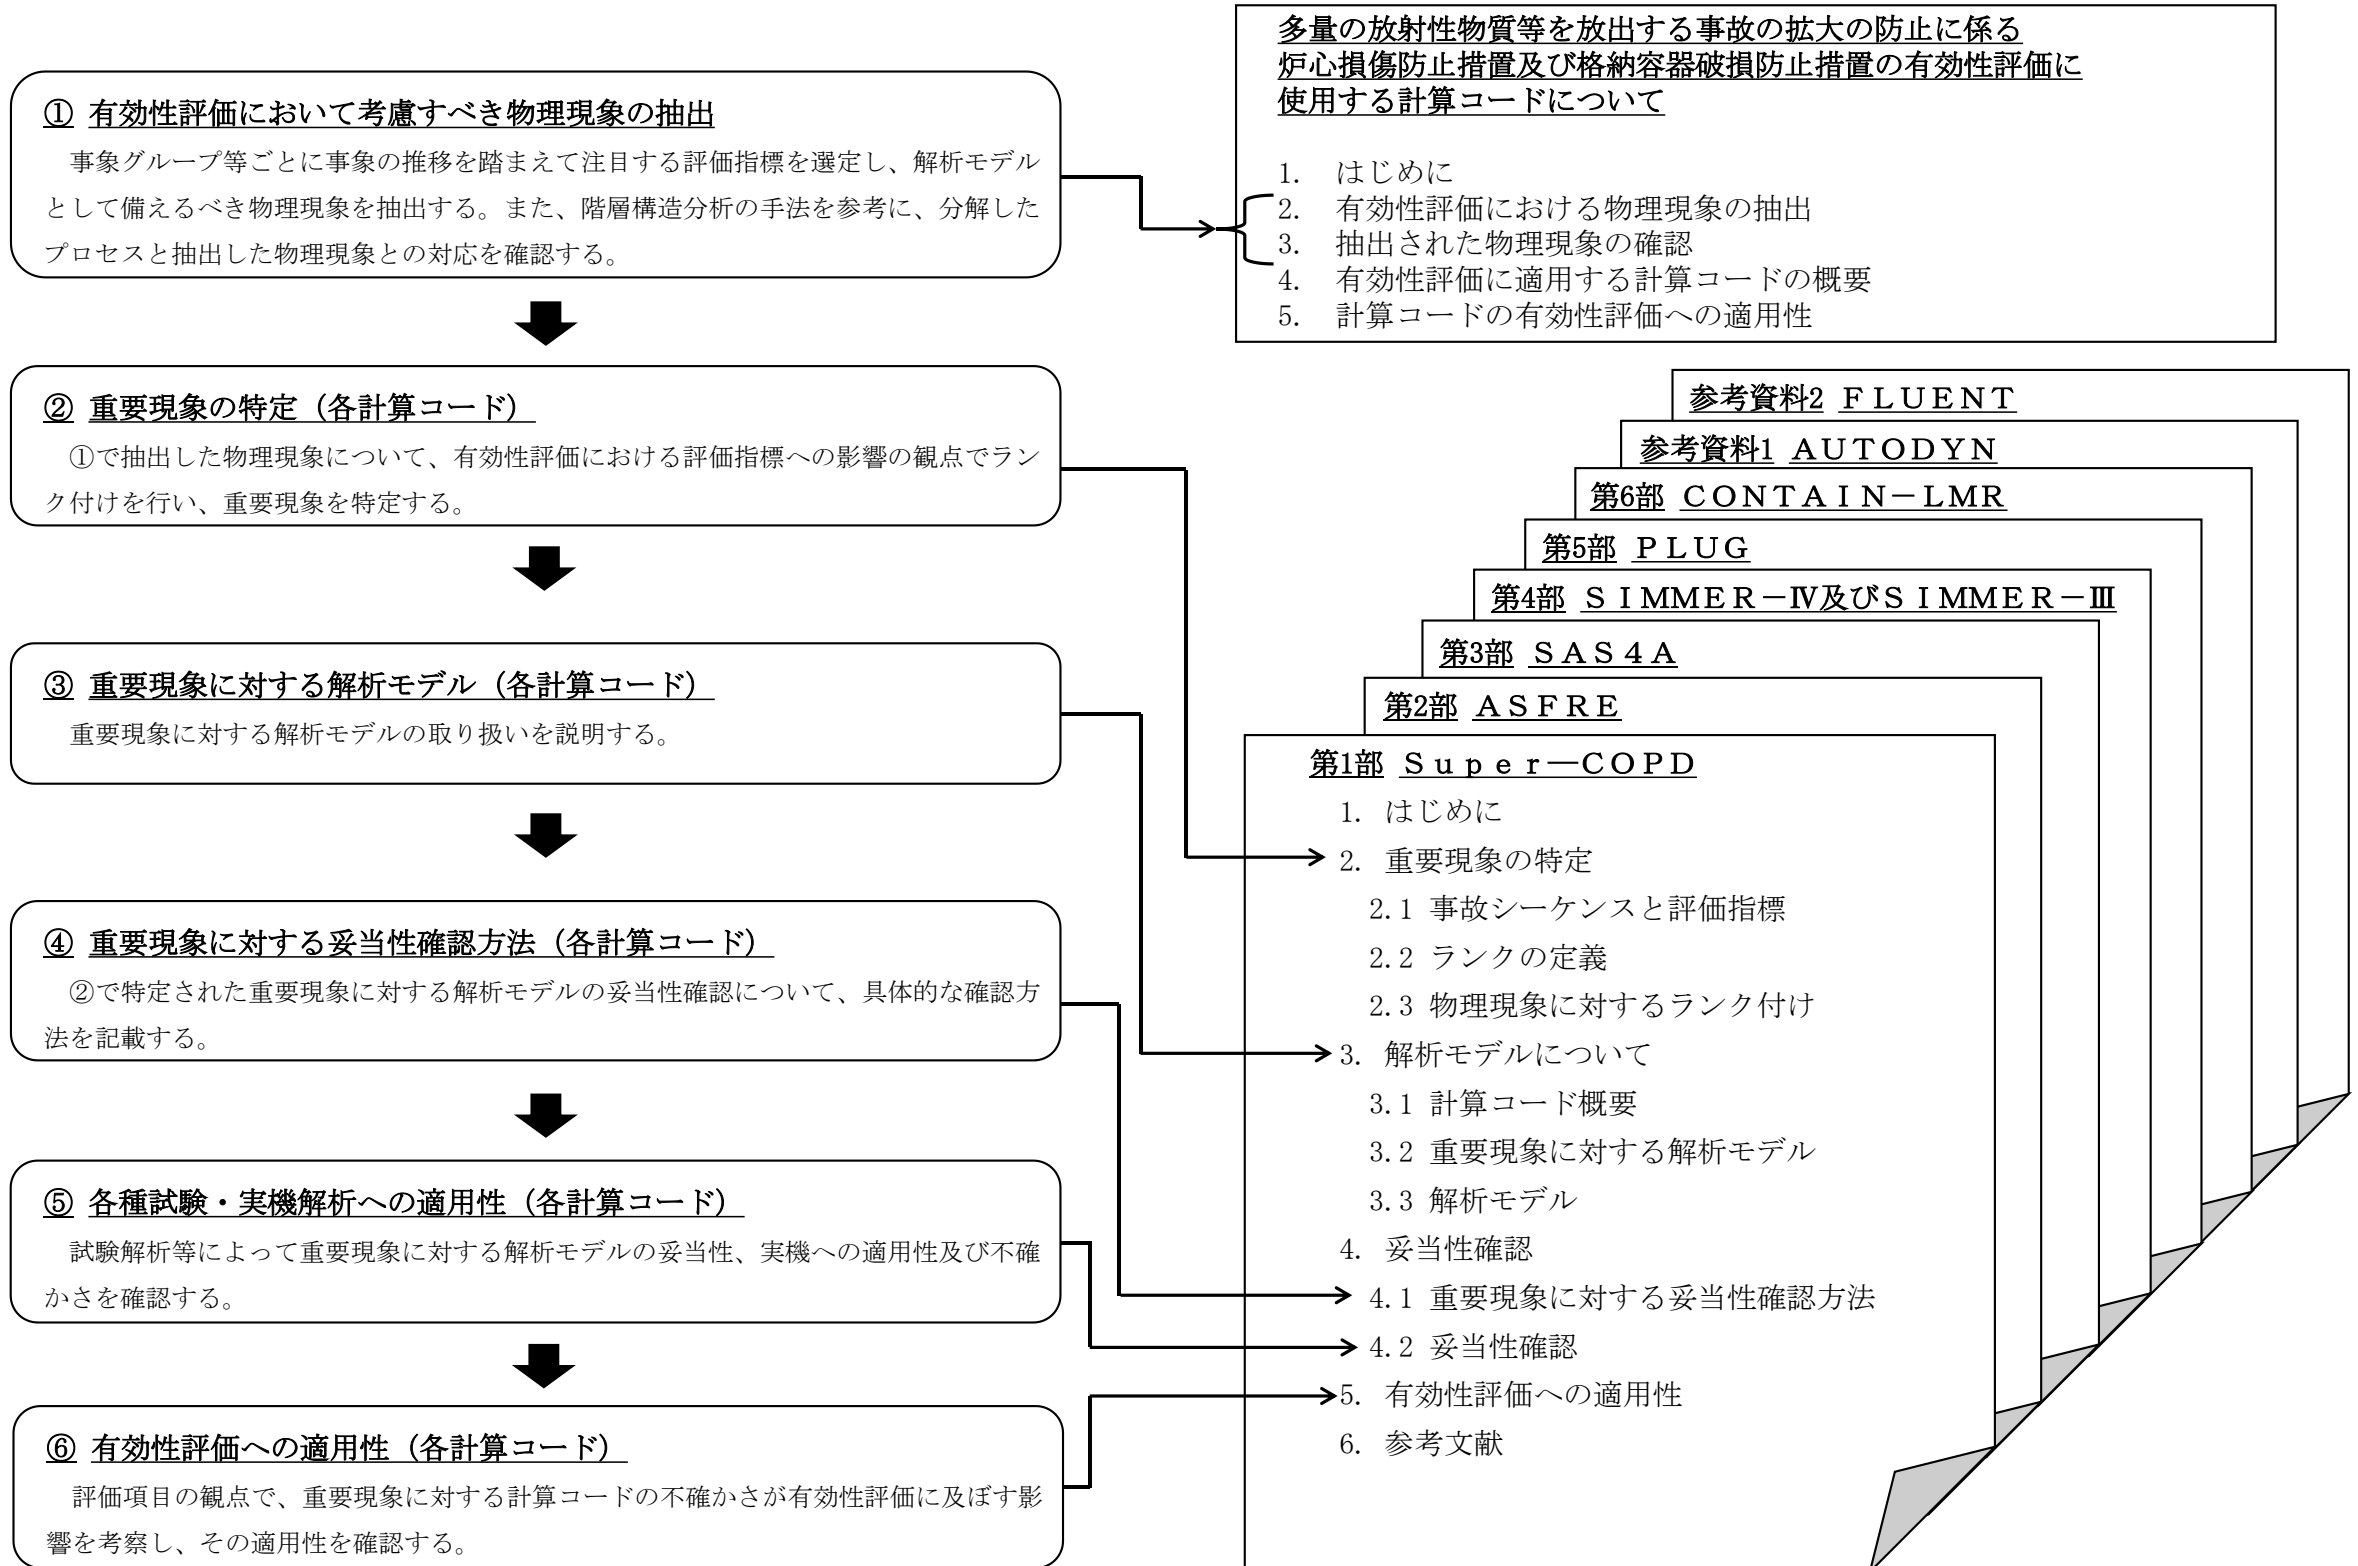 ① 有効性評価において考慮すべき物理現象の抽出
事象グループ等ごとに事象の推移を踏まえて注目する評価指標を選定し、解析モデル
として備えるべき物理現象を抽出する。また、階層構造分析の手法を参考に、分解した
プロセスと抽出した物理現象との対応を確認する。
② 重要現象の特定（各計算コード）
①で抽出した物理現象について、有効性評価における評価指標への影響の観点でラン
ク付けを行い、重要現象を特定する。
③ 重要現象に対する解析モデル（各計算コード）
重要現象に対する解析モデルの取り扱いを説明する。
④ 重要現象に対する妥当性確認方法（各計算コード）
②で特定された重要現象に対する解析モデルの妥当性確認について、具体的な確認方
法を記載する。
⑤ 各種試験・実機解析への適用性（各計算コード）
試験解析等によって重要現象に対する解析モデルの妥当性、実機への適用性及び不確
かさを確認する。
⑥ 有効性評価への適用性（各計算コード）
評価項目の観点で、重要現象に対する計算コードの不確かさが有効性評価に及ぼす影
響を考察し、その適用性を確認する。
多量の放射性物質等を放出する事故の拡大の防止に係る
炉心損傷防止措置及び格納容器破損防止措置の有効性評価に
使用する計算コードについて
1. はじめに
2. 有効性評価における物理現象の抽出
3. 抽出された物理現象の確認
4. 有効性評価に適用する計算コードの概要
5. 計算コードの有効性評価への適用性
参考資料2 ＦＬＵＥＮＴ
参考資料1 ＡＵＴＯＤＹＮ
第6部 ＣＯＮＴＡＩＮ－ＬＭＲ
第5部 ＰＬＵＧ
第4部 ＳＩＭＭＥＲ－Ⅳ及びＳＩＭＭＥＲ－Ⅲ
第3部 ＳＡＳ４Ａ
第2部 ＡＳＦＲＥ
第1部 Ｓｕｐｅｒ―ＣＯＰＤ
1. はじめに
2. 重要現象の特定
2.1 事故シーケンスと評価指標
2.2 ランクの定義
2.3 物理現象に対するランク付け
3. 解析モデルについて
3.1 計算コード概要
3.2 重要現象に対する解析モデル
3.3 解析モデル
4. 妥当性確認
4.1 重要現象に対する妥当性確認方法
4.2 妥当性確認
5. 有効性評価への適用性
6. 参考文献